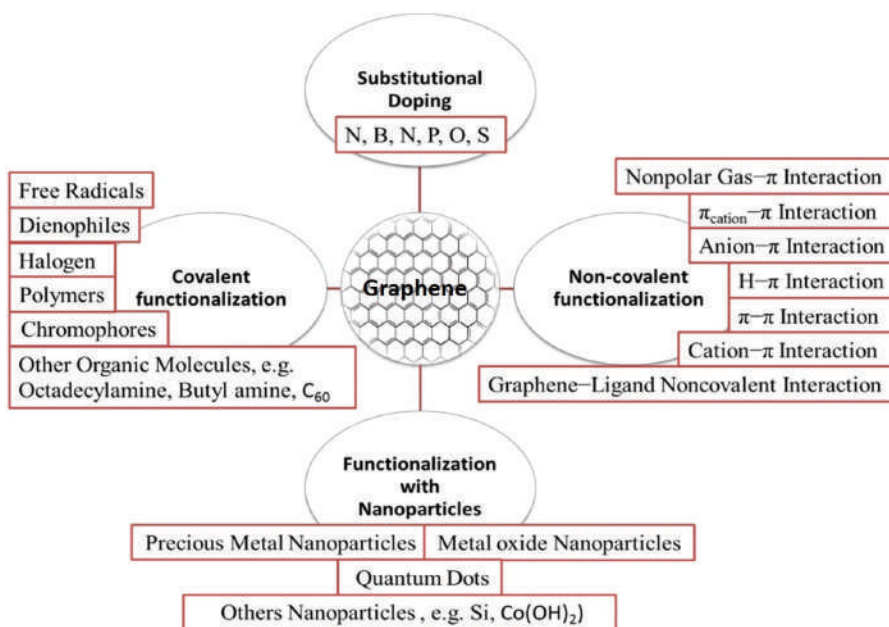 Substitutional
Doping
N, B, N, P, O, S
Free Radicals
Dienophiles
Halogen
Polymers
Chromophores
Other Organic Molecules, e.g.
Octadecylamine, Butyl amine, C₆₀
Covalent
functionalization
Graphene
Non-covalent
functionalization
Nonpolar Gas−π Interaction
π_cation−π Interaction
Anion−π Interaction
H−π Interaction
π−π Interaction
Cation−π Interaction
Graphene−Ligand Noncovalent Interaction
Functionalization
with
Nanoparticles
Precious Metal Nanoparticles
Metal oxide Nanoparticles
Quantum Dots
Others Nanoparticles , e.g. Si, Co(OH)₂)